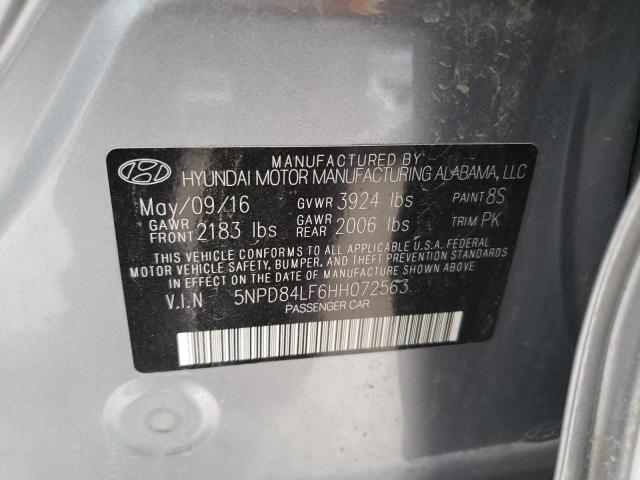 MANUFACTURED BY
HYUNDAI MOTOR MANUFACTURING ALABAMA, LLC
May/09/16 GVWR 3924 lbs PAINT 8S
GAWR FRONT 2183 lbs GAWR REAR 2006 lbs TRIM PK
THIS VEHICLE CONFORMS TO ALL APPLICABLE U.S.A. FEDERAL
MOTOR VEHICLE SAFETY, BUMPER, AND THEFT PREVENTION STANDARDS
IN EFFECT ON THE DATE OF MANUFACTURE SHOWN ABOVE.
V.I.N 5NPD84LF6HH072563
PASSENGER CAR